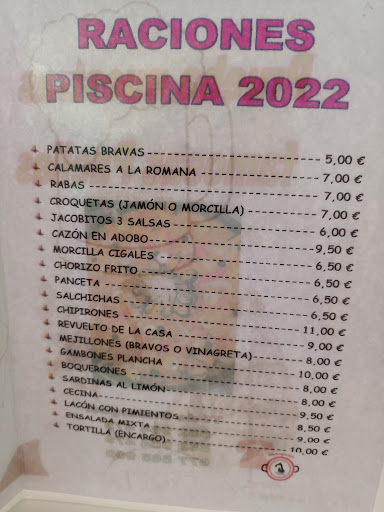 RACIONES
PISCINA 2022
PATATAS BRAVAS -------------------- 5,00 €
CALAMARES A LA ROMANA -------------------- 7,00 €
RABAS -------------------- 7,00 €
CROQUETAS (JAMÓN O MORCILLA) -------------------- 7,00 €
JACOBITOS 3 SALSAS -------------------- 6,00 €
CAZÓN EN ADOBO -------------------- 9,50 €
MORCILLA CIGALES -------------------- 6,50 €
CHORIZO FRITO -------------------- 6,50 €
PANCETA -------------------- 6,50 €
SALCHICHAS -------------------- 6,50 €
CHIPIRONES -------------------- 11,00 €
REVUELTO DE LA CASA -------------------- 9,00 €
MEJILLONES (BRAVOS O VINAGRETA) -------------------- 8,00 €
GAMBONES PLANCHA -------------------- 10,00 €
BOQUERONES -------------------- 8,00 €
SARDINAS AL LIMÓN -------------------- 8,00 €
CECINA -------------------- 9,50 €
LACÓN CON PIMIENTOS -------------------- 8,50 €
ENSALADA MIXTA -------------------- 9,00 €
TORTILLA (ENCARGO) -------------------- 10,00 €